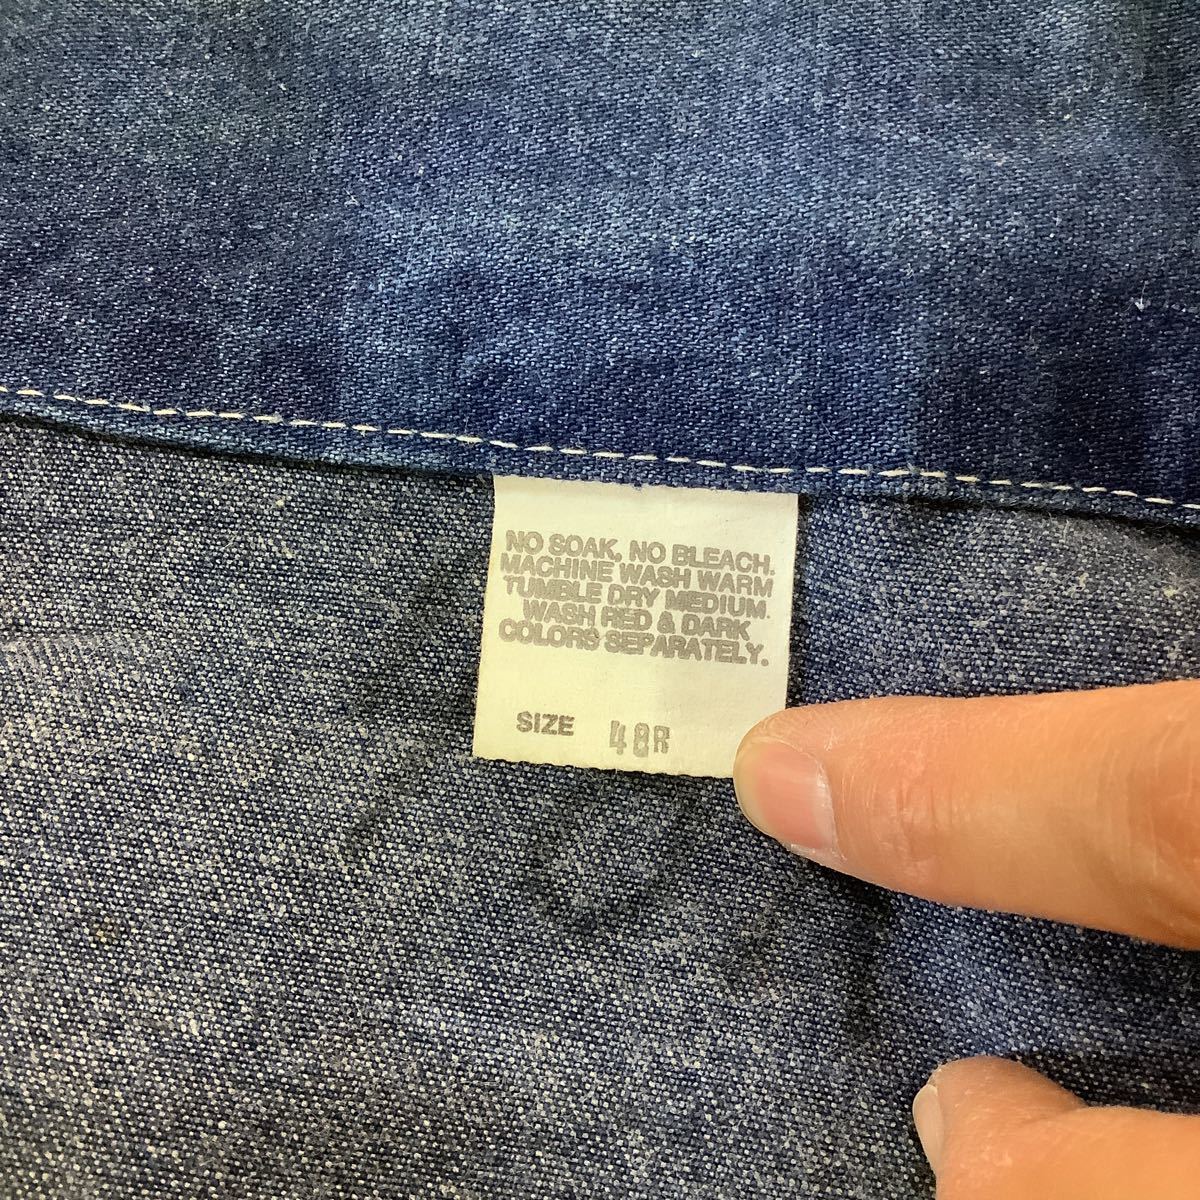 NO SOAK, NO BLEACH.
MACHINE WASH WARM
TUMBLE DRY MEDIUM.
WASH RED & DARK
COLORS SEPARATELY.
SIZE 48R